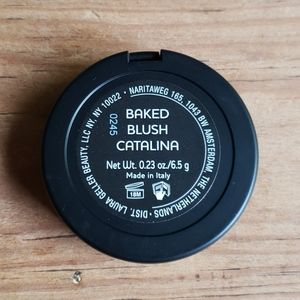 DIST. LAURA GELLER BEAUTY, LLC NY, NY 10022 • NARITAWEG 165, 1043 BW AMSTERDAM, THE NETHERLANDS •
0245
BAKED
BLUSH
CATALINA
Net Wt. 0.23 oz./6.5 g
Made in Italy
18M